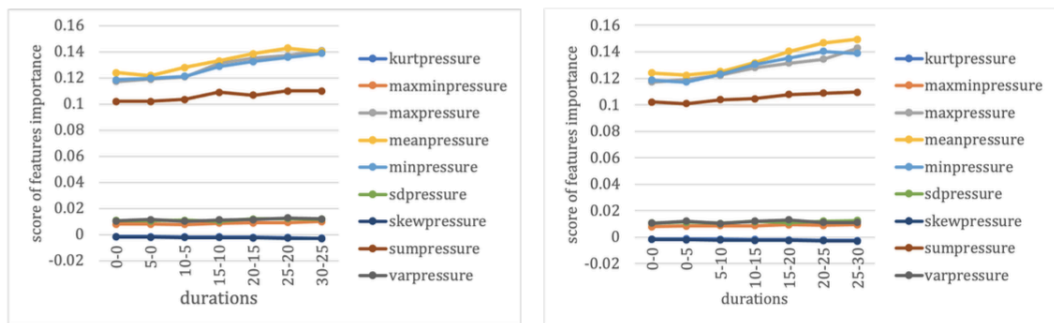 0.16
0.14
0.12
0.1
0.08
0.06
0.04
0.02
0
-0.02
score of features importance
0-0
5-0
10-5
15-10
20-15
25-20
30-25
durations
kurtpressure
maxminpressure
maxpressure
meanpressure
minpressure
sdpressure
skewpressure
sumpressure
varpressure
0.16
0.14
0.12
0.1
0.08
0.06
0.04
0.02
0
-0.02
score of features importance
0-0
0-5
5-10
10-15
15-20
20-25
25-30
durations
kurtpressure
maxminpressure
maxpressure
meanpressure
minpressure
sdpressure
skewpressure
sumpressure
varpressure